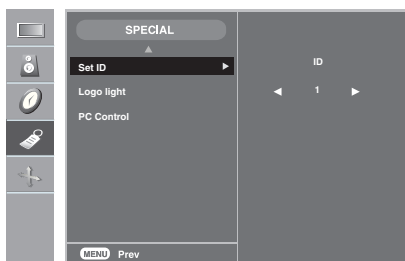 SPECIAL
Set ID
Logo light
PC Control
ID
1
MENU Prev